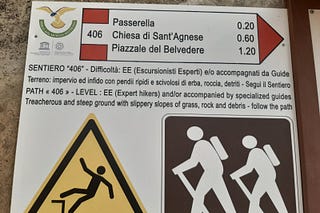 Passerella 0.20
406 Chiesa di Sant'Agnese 0.60
Piazzale del Belvedere 1.20
SENTIERO "406" - Difficoltà: EE (Escursionisti Esperti) e/o accompagnati da Guide
Terreno: impervio ed infido con pendii ripidi e scivolosi di erba, roccia, detriti - Segui il Sentiero
PATH « 406 » - LEVEL : EE (Expert hikers) and/or accompanied by specialized guides
Treacherous and steep ground with slippery slopes of grass, rock and debris - follow the path